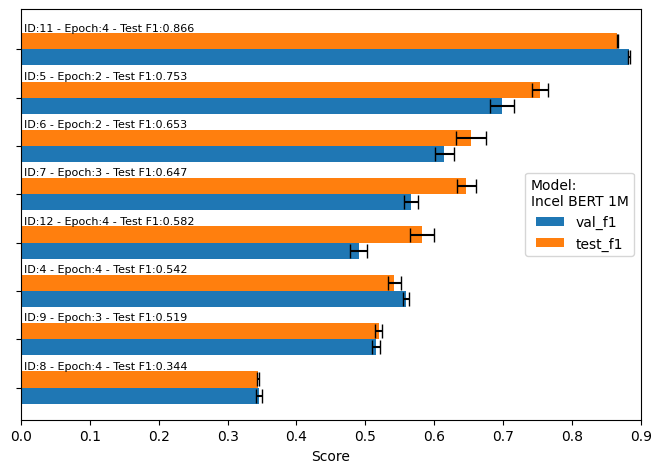 ID:11 - Epoch:4 - Test F1:0.866
ID:5 - Epoch:2 - Test F1:0.753
ID:6 - Epoch:2 - Test F1:0.653
ID:7 - Epoch:3 - Test F1:0.647
ID:12 - Epoch:4 - Test F1:0.582
ID:4 - Epoch:4 - Test F1:0.542
ID:9 - Epoch:3 - Test F1:0.519
ID:8 - Epoch:4 - Test F1:0.344
Model:
Incel BERT 1M
val_f1
test_f1
0.0 0.1 0.2 0.3 0.4 0.5 0.6 0.7 0.8 0.9
Score